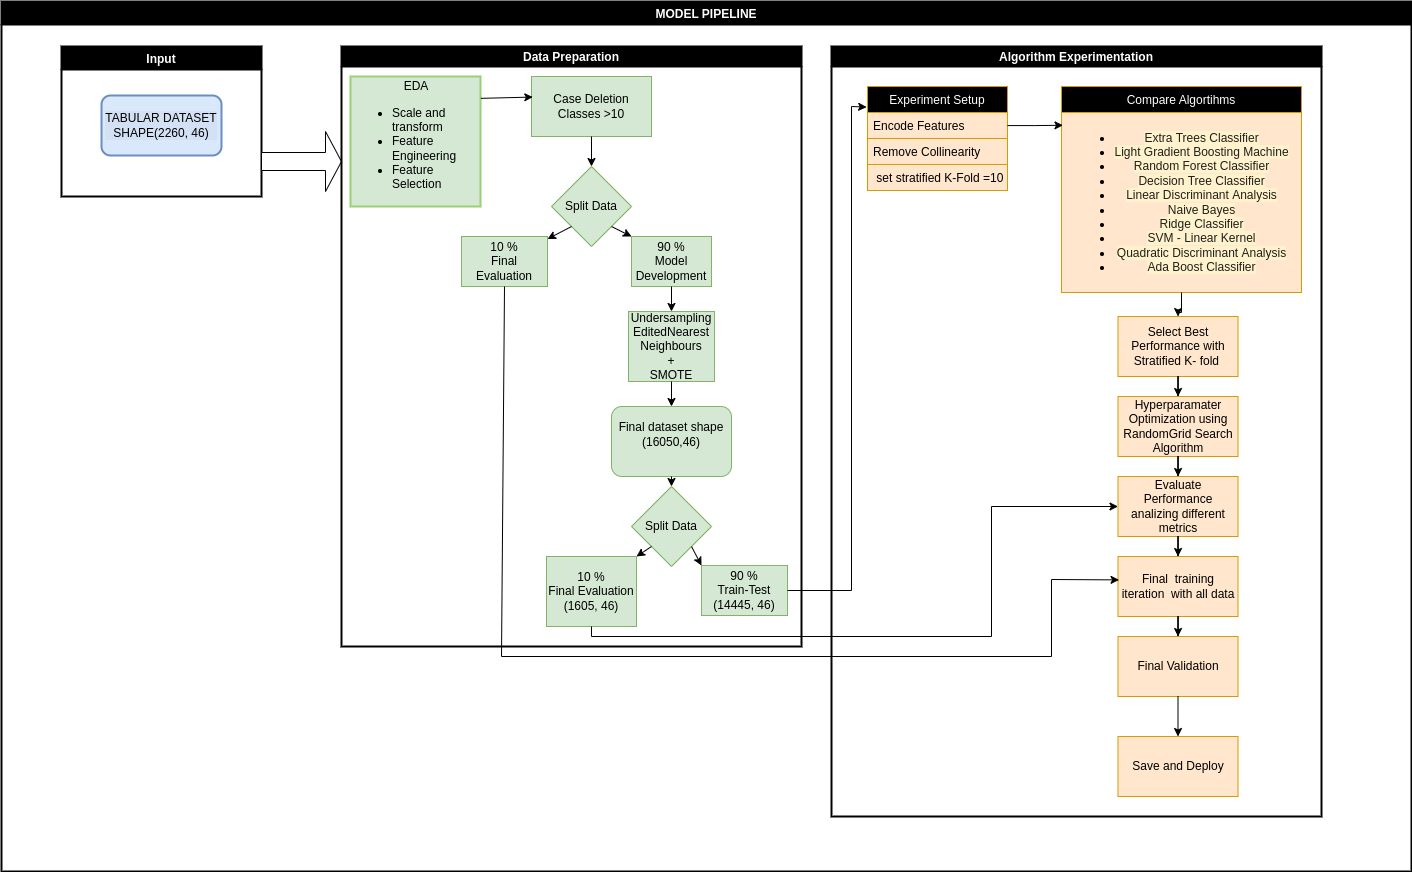 MODEL PIPELINE
Input
TABULAR DATASET
SHAPE(2260, 46)
Data Preparation
EDA
Scale and
transform
Feature
Engineering
Feature
Selection
Case Deletion
Classes >10
Split Data
10 %
Final
Evaluation
90 %
Model
Development
Undersampling
EditedNearest
Neighbours
+
SMOTE
Final dataset shape
(16050,46)
Split Data
10 %
Final Evaluation
(1605, 46)
90 %
Train-Test
(14445, 46)
Algorithm Experimentation
Experiment Setup
Encode Features
Remove Collinearity
set stratified K-Fold =10
Compare Algortihms
Extra Trees Classifier
Light Gradient Boosting Machine
Random Forest Classifier
Decision Tree Classifier
Linear Discriminant Analysis
Naive Bayes
Ridge Classifier
SVM - Linear Kernel
Quadratic Discriminant Analysis
Ada Boost Classifier
Select Best
Performance with
Stratified K- fold
Hyperparamater
Optimization using
RandomGrid Search
Algorithm
Evaluate
Performance
analizing different
metrics
Final training
iteration with all data
Final Validation
Save and Deploy